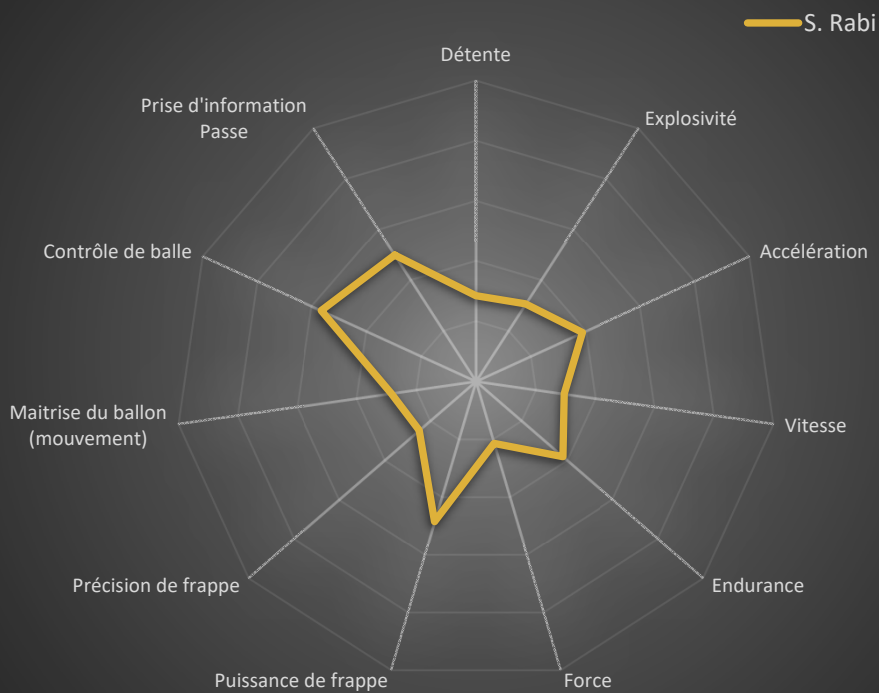 S. Rabi
Détente
Explosivité
Accélération
Vitesse
Endurance
Force
Puissance de frappe
Précision de frappe
Maitrise du ballon
(mouvement)
Contrôle de balle
Prise d'information
Passe